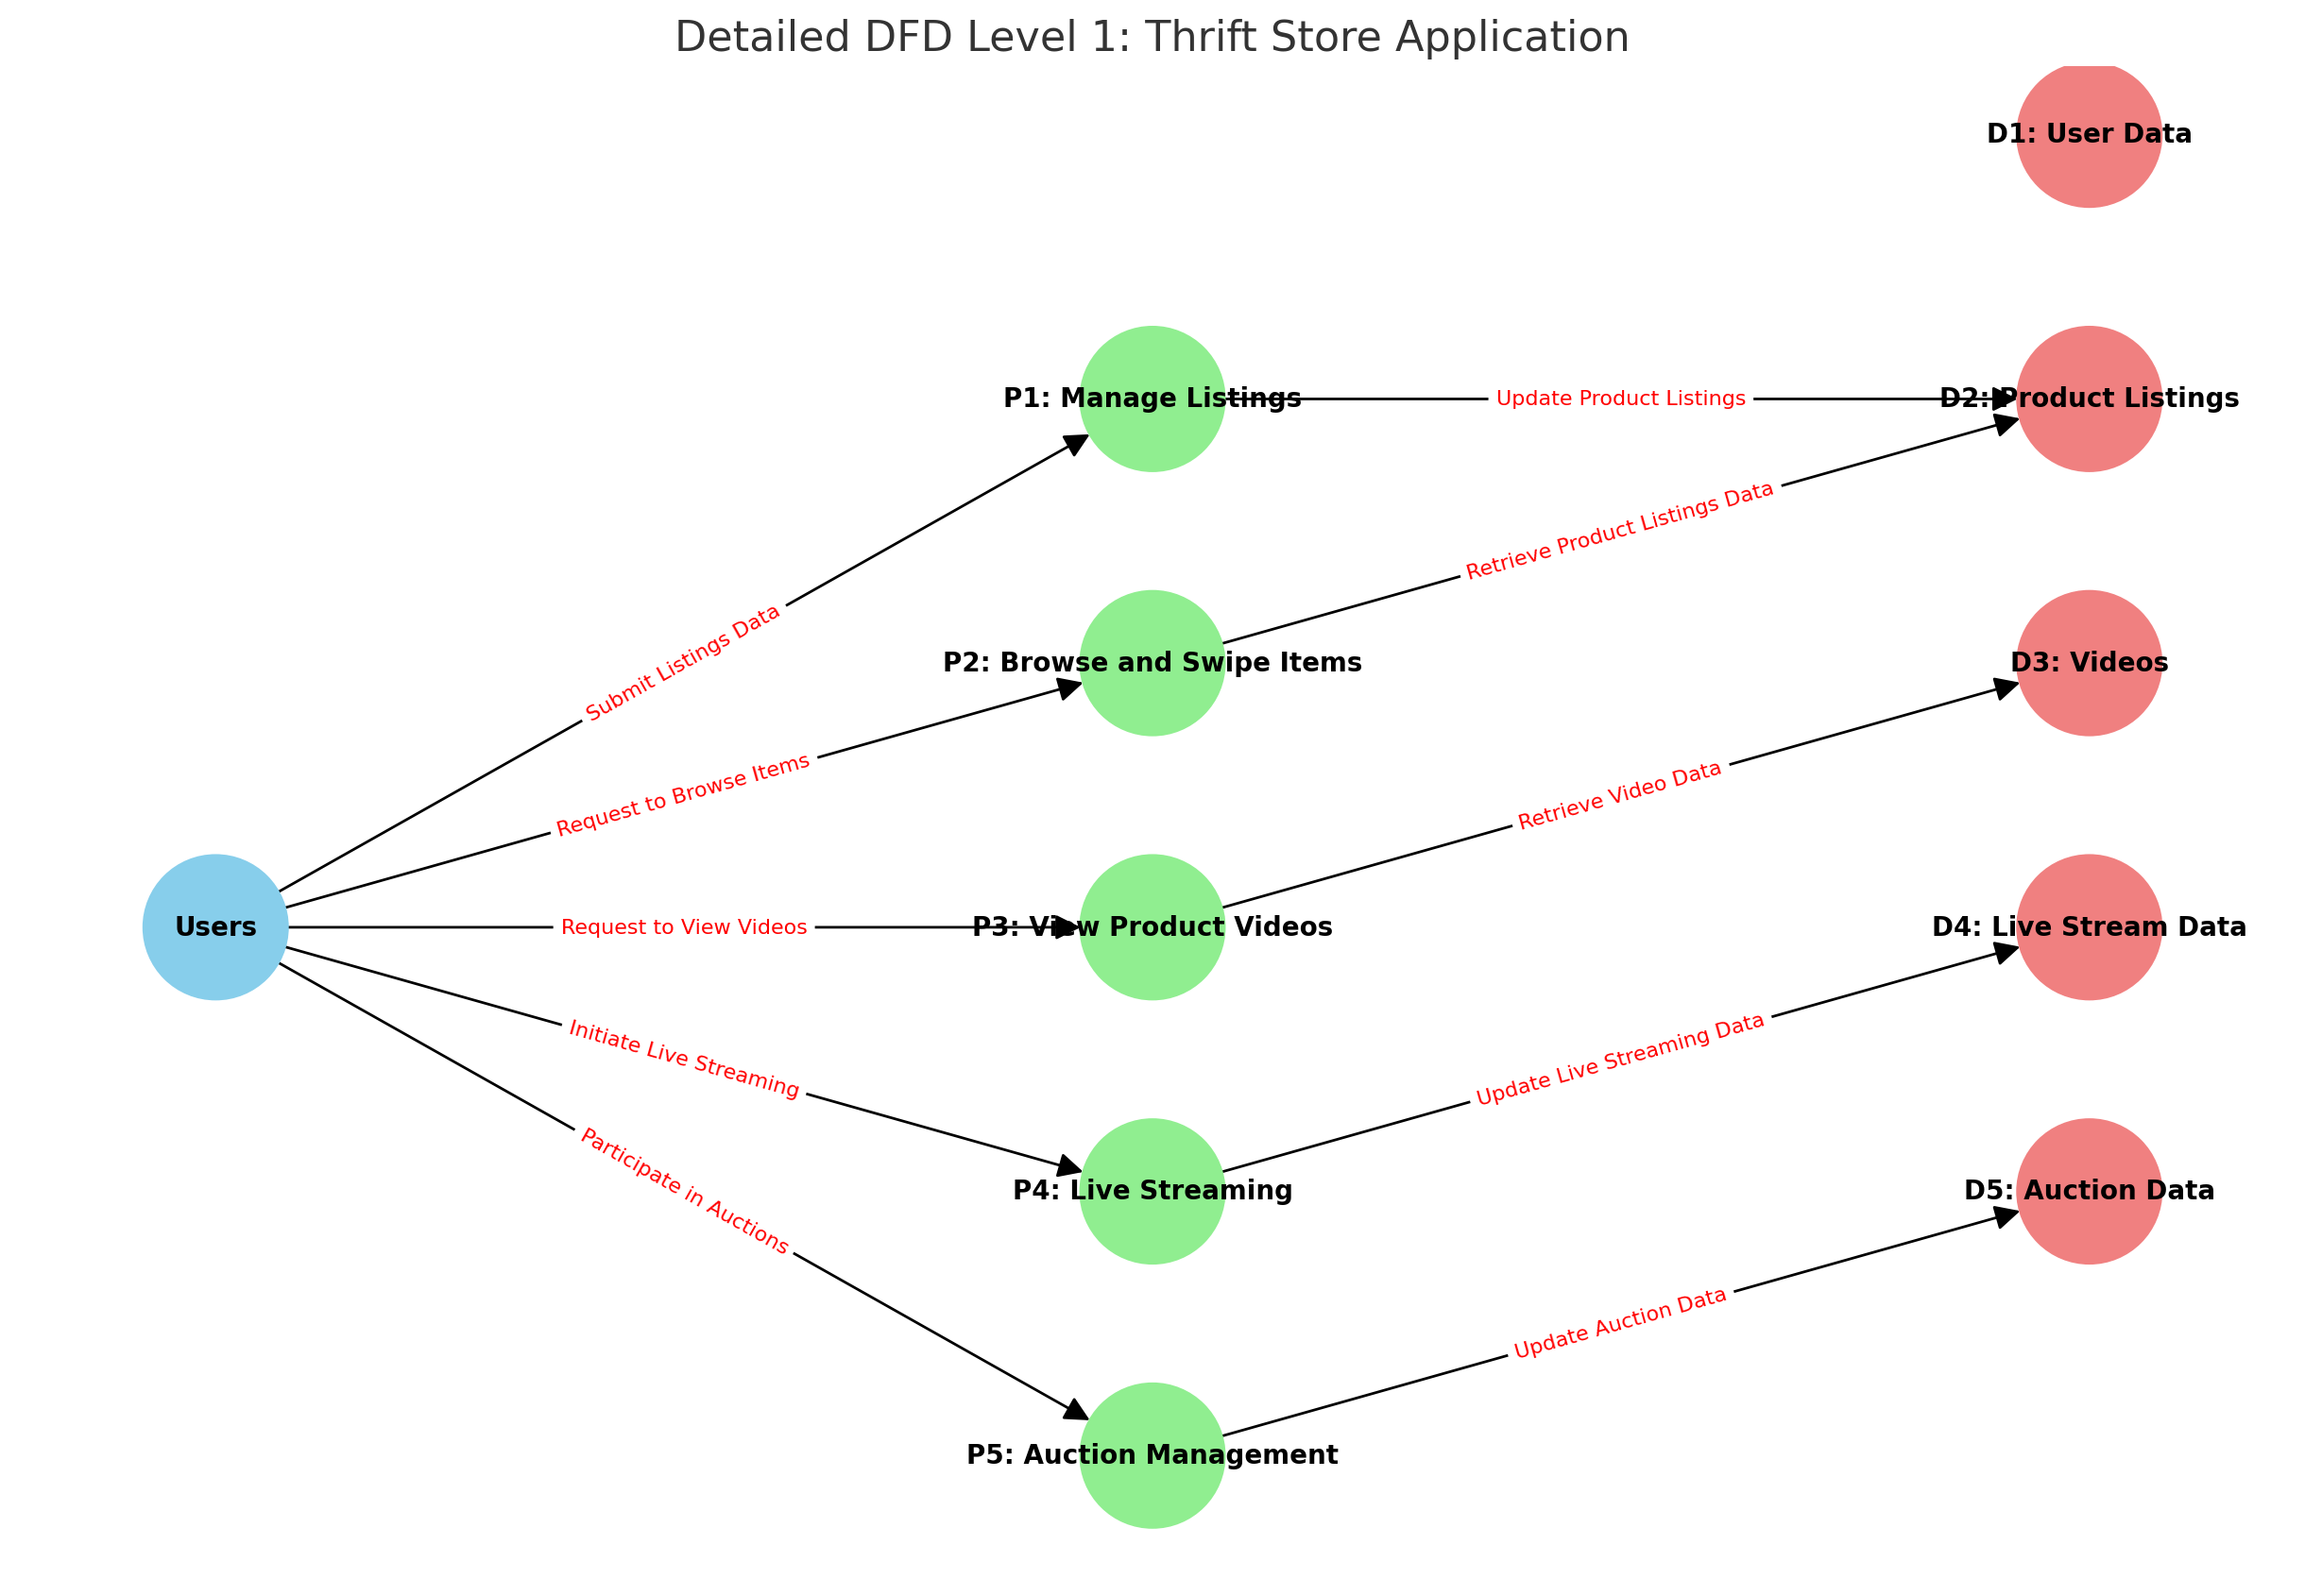 Detailed DFD Level 1: Thrift Store Application
D1: User Data
P1: Manage Listings
Update Product Listings
D2: Product Listings
Retrieve Product Listings Data
Submit Listings Data
P2: Browse and Swipe Items
D3: Videos
Request to Browse Items
Retrieve Video Data
Users
Request to View Videos
P3: View Product Videos
D4: Live Stream Data
Initiate Live Streaming
Update Live Streaming Data
Participate in Auctions
P4: Live Streaming
D5: Auction Data
Update Auction Data
P5: Auction Management